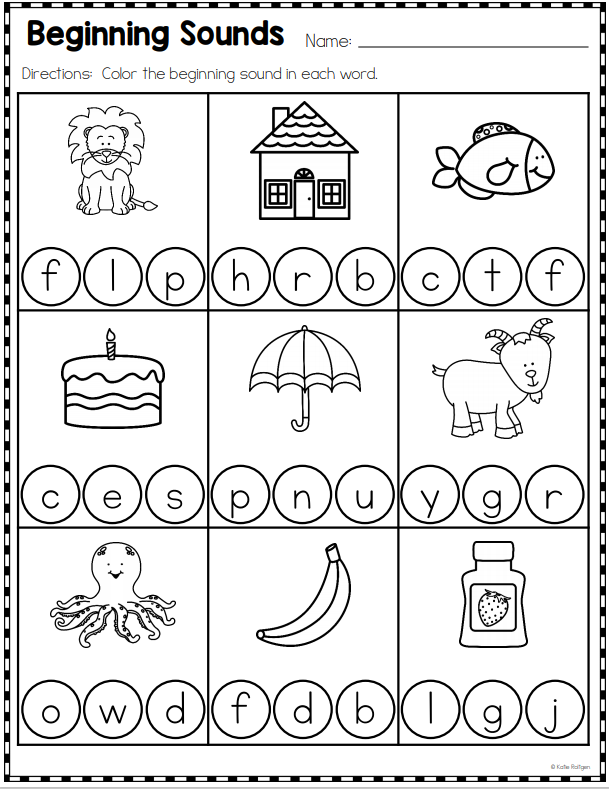 Beginning Sounds Name:
Directions: Color the beginning sound in each word.
f l p h r b c t f
c e s p n u y g r
o w d f d b l g j
© Katie Roltgen